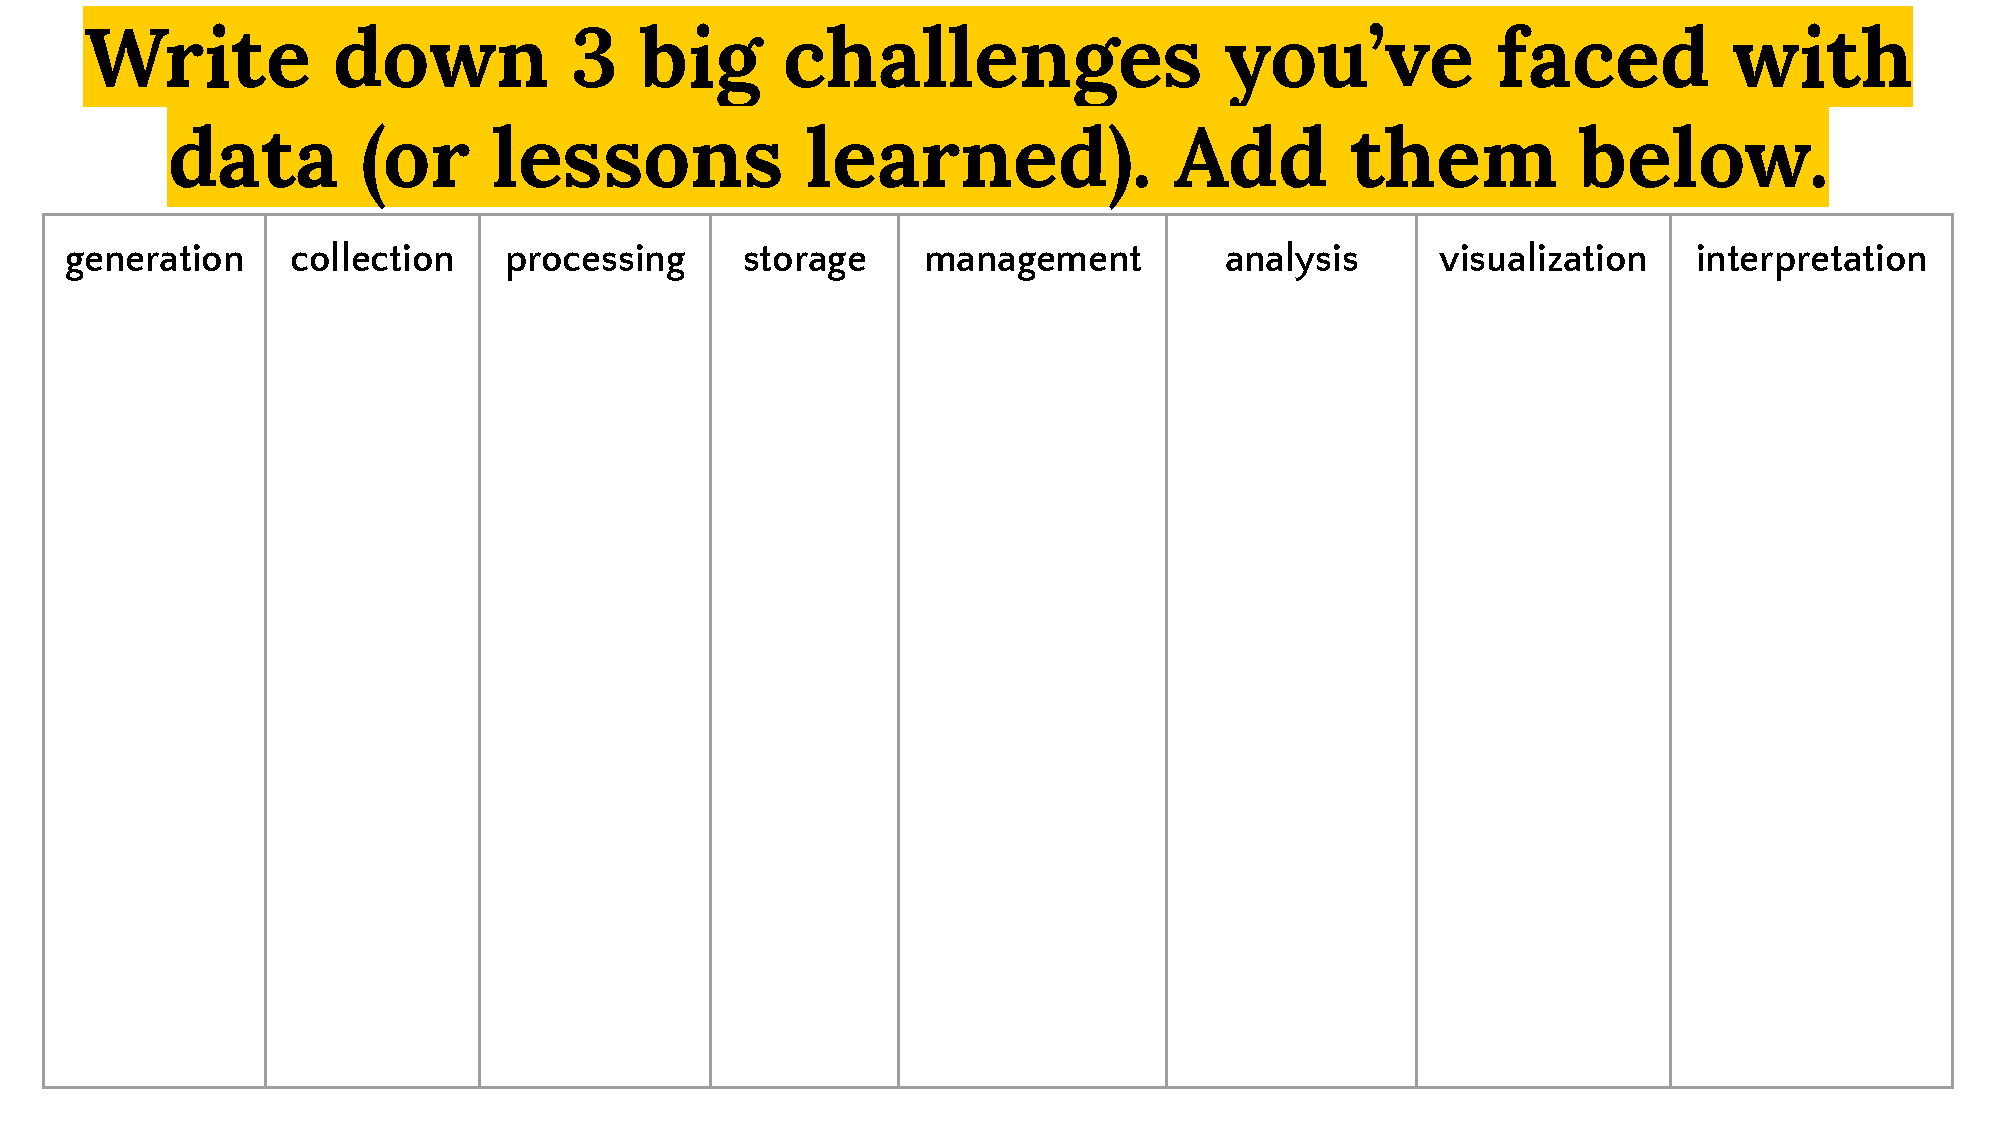 Write down 3 big challenges you’ve faced with
data (or lessons learned). Add them below.
generation collection processing storage management analysis visualization interpretation